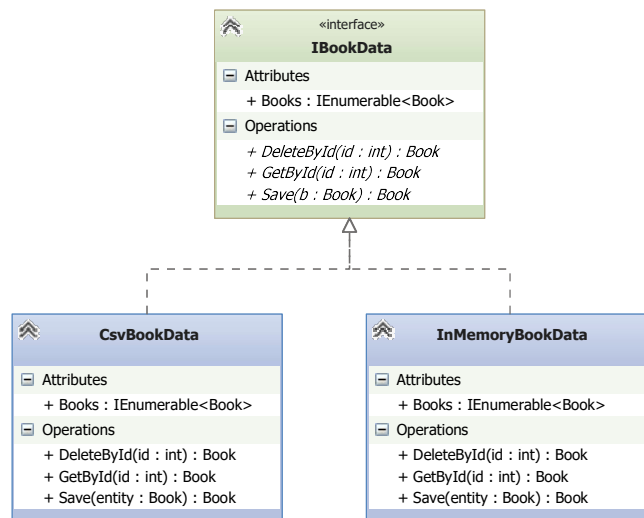 «interface»
IBookData
Attributes
+ Books : IEnumerable<Book>
Operations
+ DeleteById(id : int) : Book
+ GetById(id : int) : Book
+ Save(b : Book) : Book
CsvBookData
Attributes
+ Books : IEnumerable<Book>
Operations
+ DeleteById(id : int) : Book
+ GetById(id : int) : Book
+ Save(entity : Book) : Book
InMemoryBookData
Attributes
+ Books : IEnumerable<Book>
Operations
+ DeleteById(id : int) : Book
+ GetById(id : int) : Book
+ Save(entity : Book) : Book